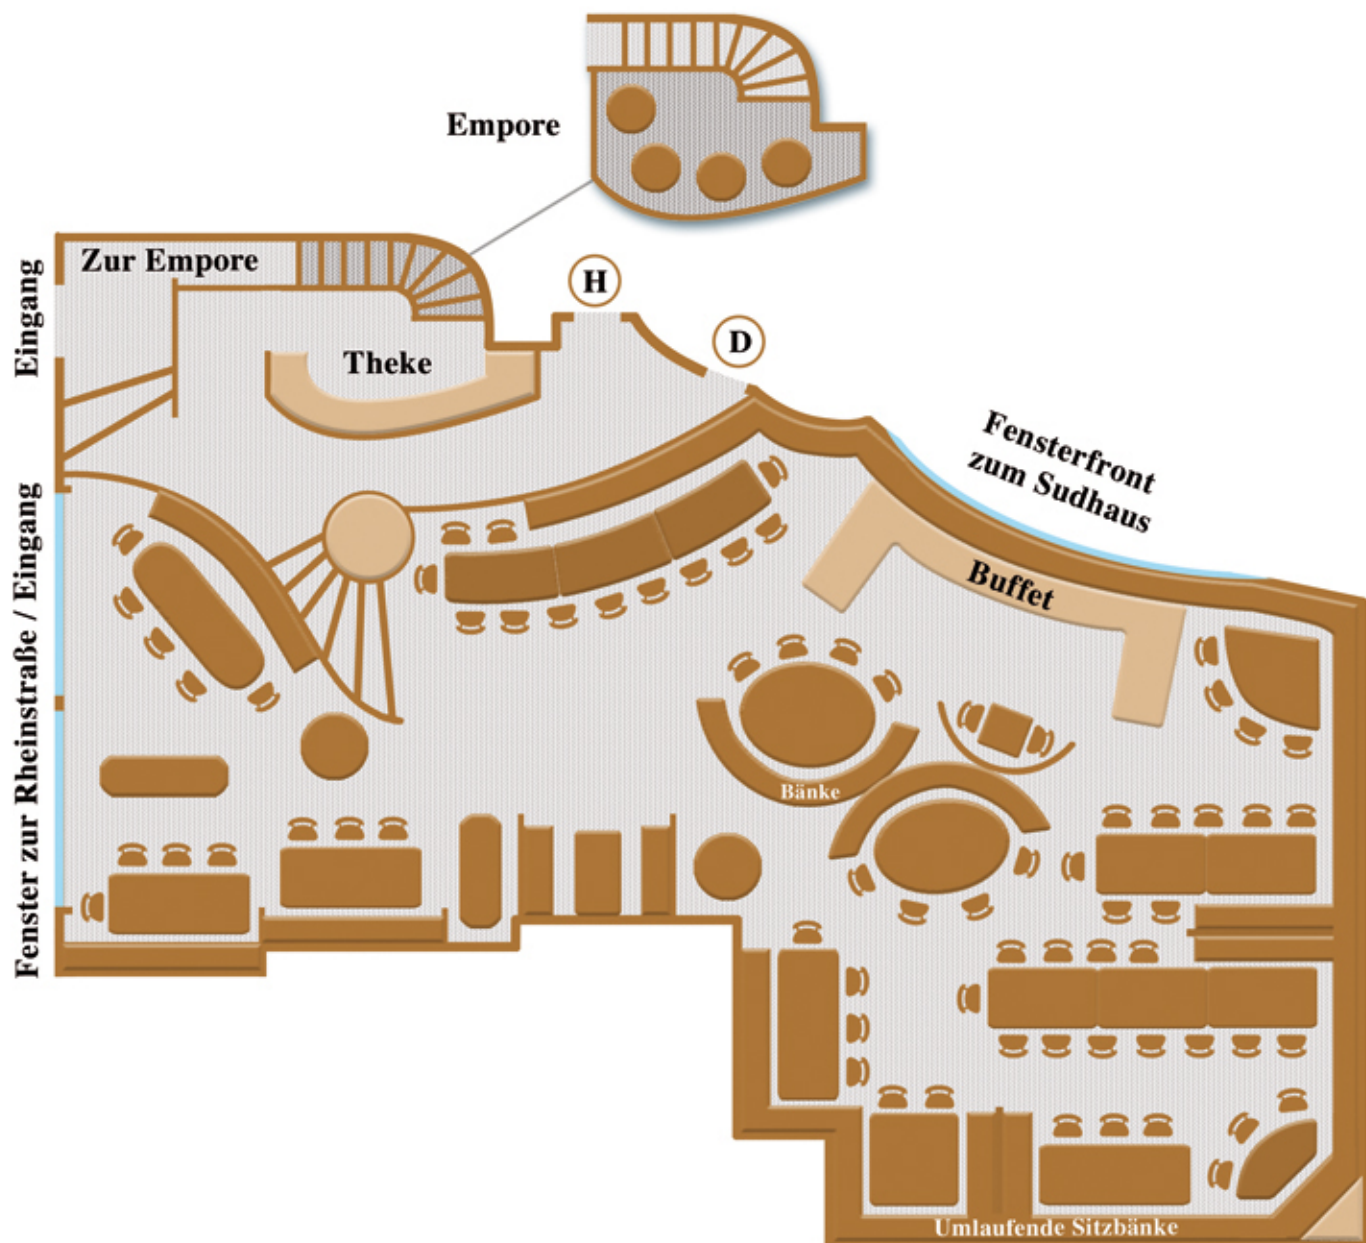 Empore
Zur Empore
Eingang
H
D
Theke
Fensterfront
zum Sudhaus
Fenster zur Rheinstraße / Eingang
Buffet
Bänke
Umlaufende Sitzbänke